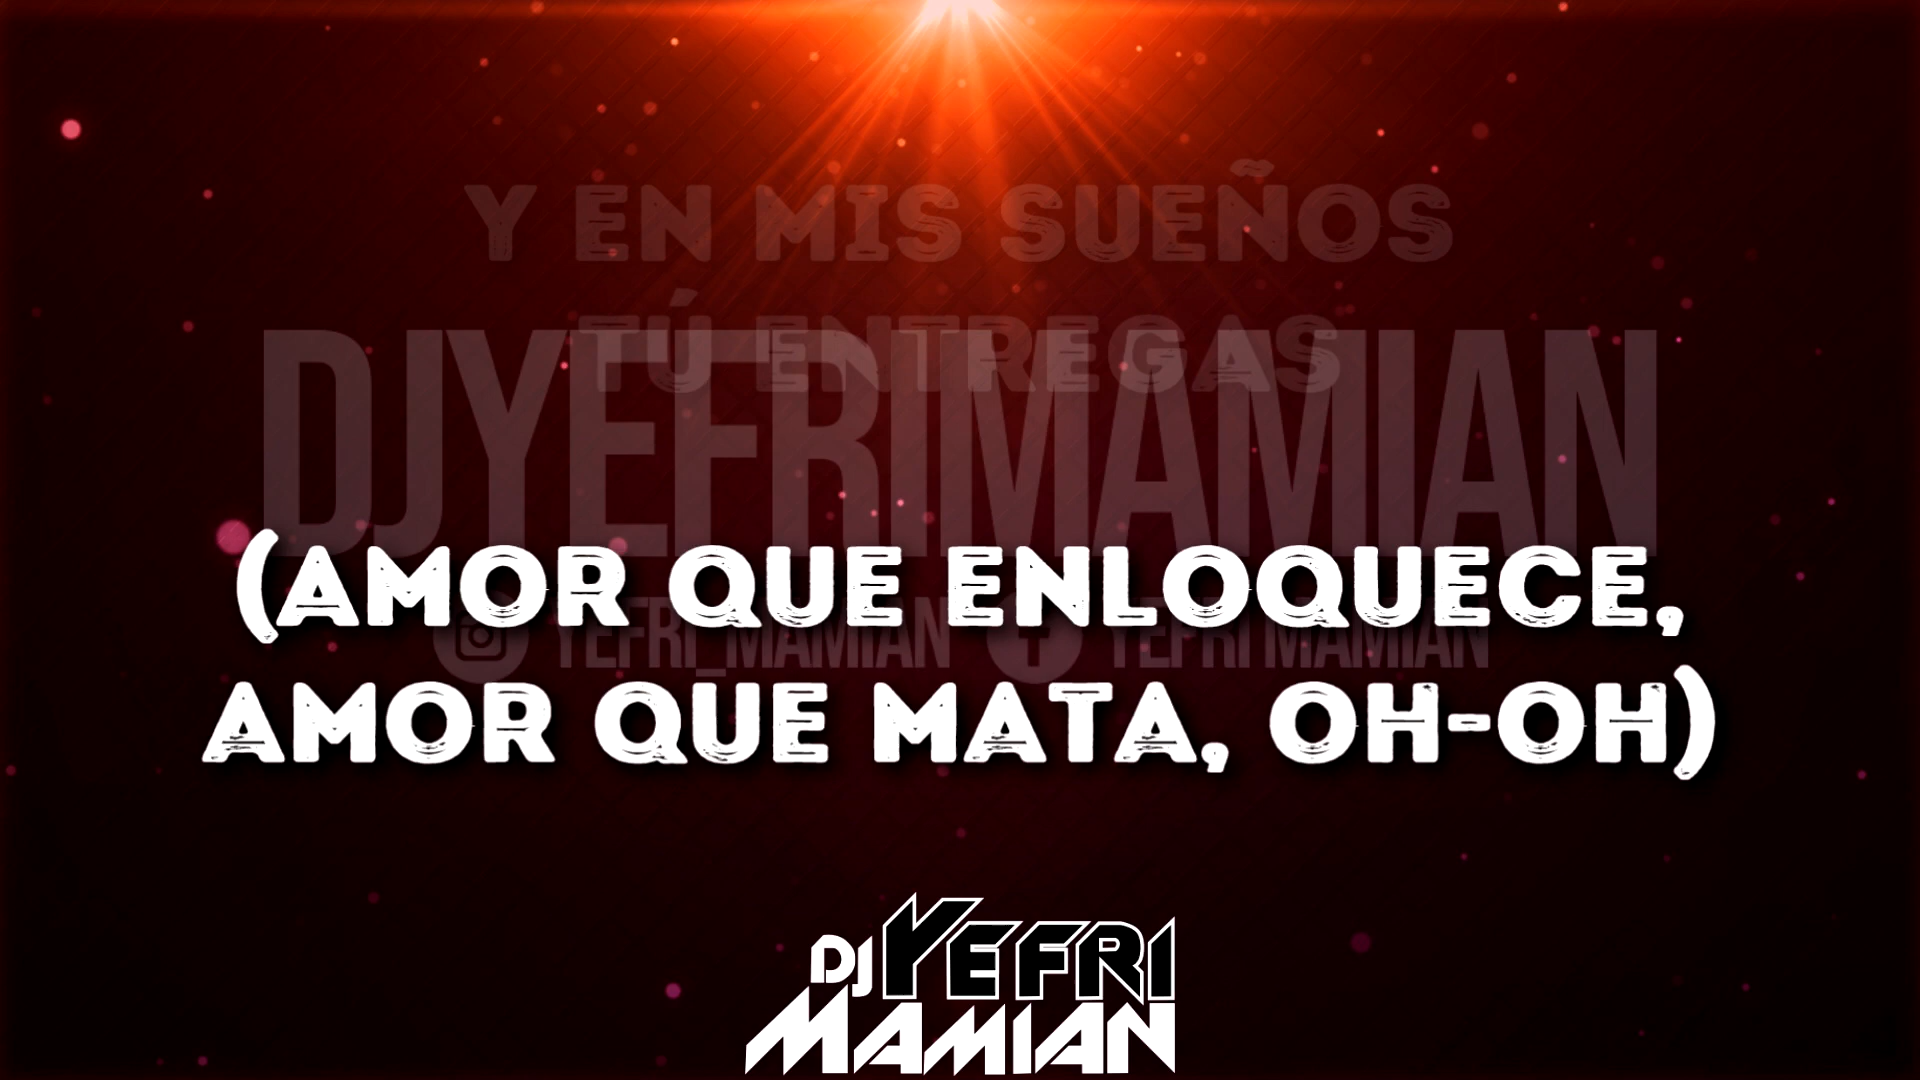 Y EN MIS SUEÑOS
TÚ ENTREGAS
DJYEFRIMAMIAN
(AMOR QUE ENLOQUECE,
YEFRI_MAMIAN YEFRI MAMIAN
AMOR QUE MATA, OH-OH)
DJ YEFRI
MAMIAN